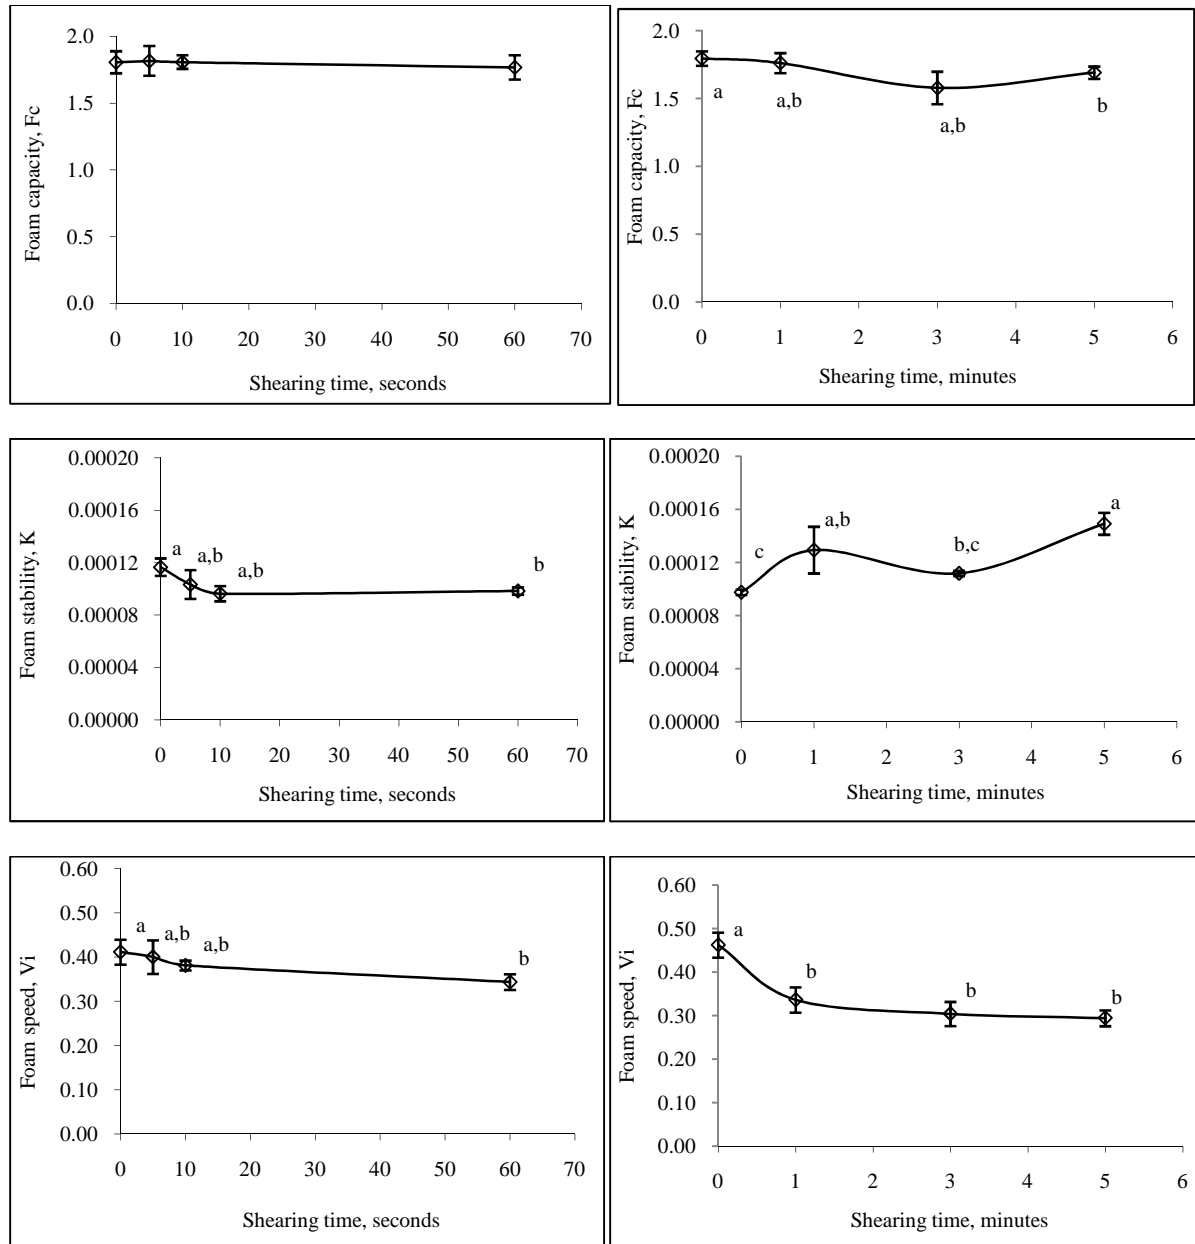 2.0
1.5
1.0
0.5
0.0
Foam capacity, Fc
0 10 20 30 40 50 60 70
Shearing time, seconds
2.0
1.5
1.0
0.5
0.0
Foam capacity, Fc
a
a,b
a,b
b
0 1 2 3 4 5 6
Shearing time, minutes
0.00020
0.00016
0.00012
0.00008
0.00004
0.00000
Foam stability, K
a
a,b
a,b
b
0 10 20 30 40 50 60 70
Shearing time, seconds
0.00020
0.00016
0.00012
0.00008
0.00004
0.00000
Foam stability, K
c
a,b
b,c
a
0 1 2 3 4 5 6
Shearing time, minutes
0.60
0.50
0.40
0.30
0.20
0.10
0.00
Foam speed, Vi
a
a,b
a,b
b
0 10 20 30 40 50 60 70
Shearing time, seconds
0.60
0.50
0.40
0.30
0.20
0.10
0.00
Foam speed, Vi
a
b
b
b
0 1 2 3 4 5 6
Shearing time, minutes